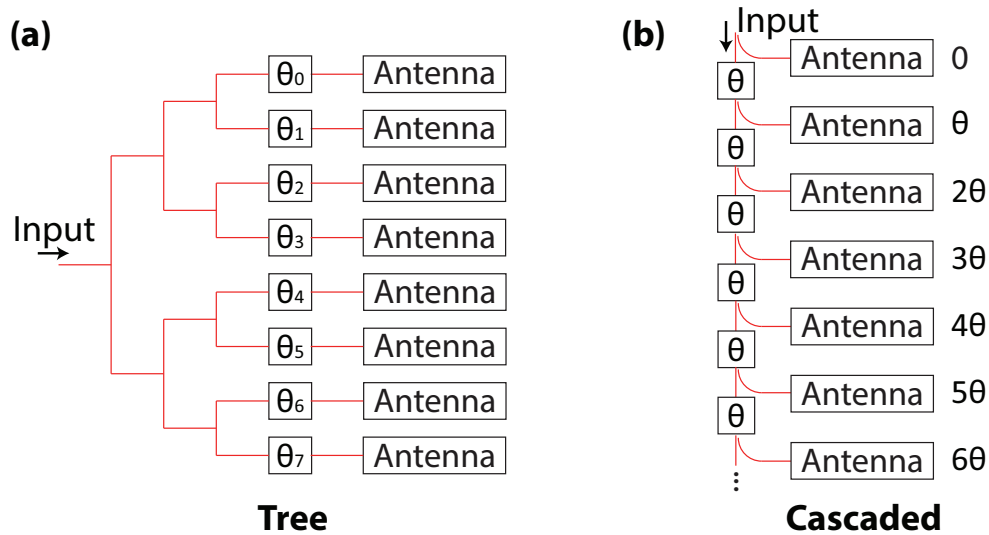 (a)
Input
θ0 Antenna
θ1 Antenna
θ2 Antenna
θ3 Antenna
θ4 Antenna
θ5 Antenna
θ6 Antenna
θ7 Antenna
Tree
(b)
Input
Antenna 0
θ
Antenna θ
θ
Antenna 2θ
θ
Antenna 3θ
θ
Antenna 4θ
θ
Antenna 5θ
θ
Antenna 6θ
...
Cascaded